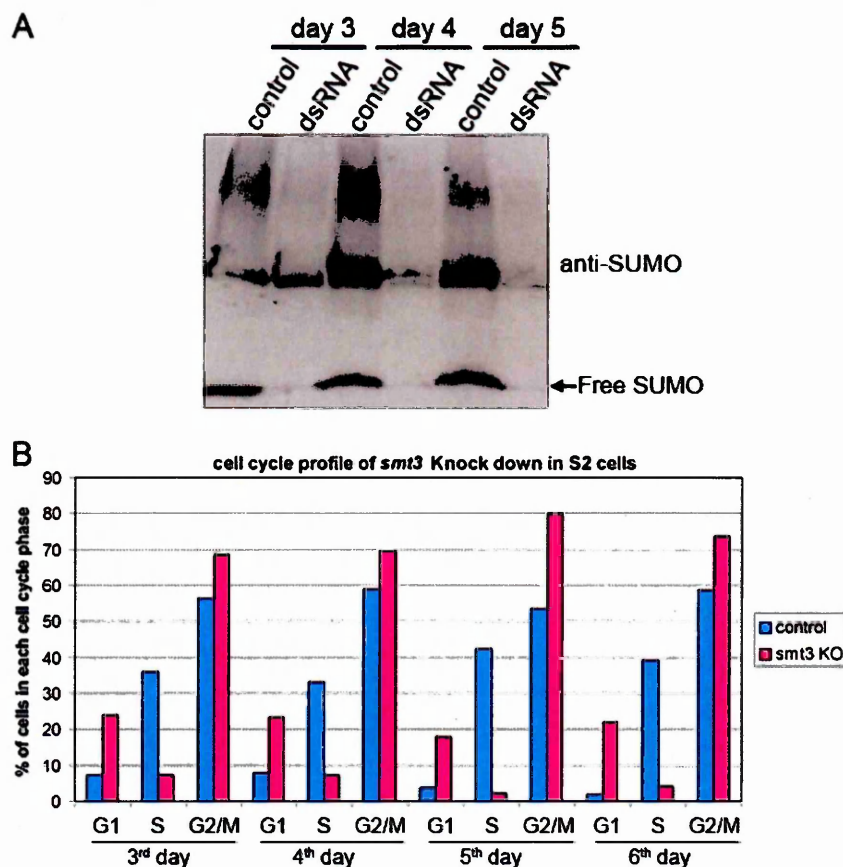 A
day 3 day 4 day 5
control dsRNA control dsRNA control dsRNA
anti-SUMO
Free SUMO
B
cell cycle profile of smt3 Knock down in S2 cells
% of cells in each cell cycle phase
90
80
70
60
50
40
30
20
10
0
control
smt3 KO
G1 S G2/M G1 S G2/M G1 S G2/M G1 S G2/M
3rd day 4th day 5th day 6th day